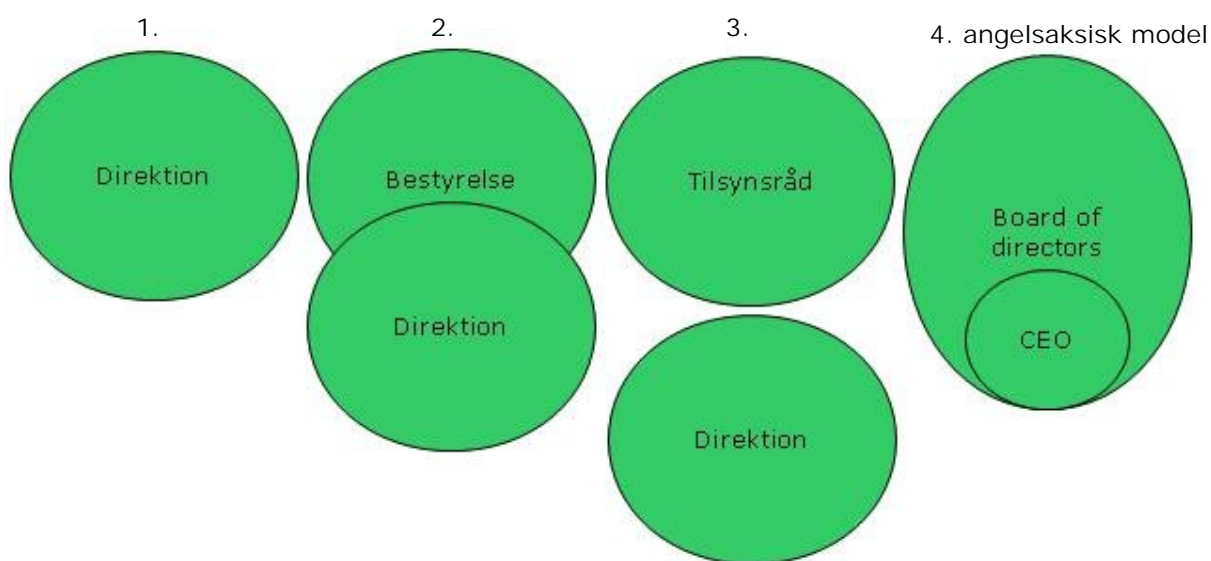 1.
2.
3.
4. angelsaksisk model
Direktion
Bestyrelse
Direktion
Tilsynsråd
Direktion
Board of
directors
CEO